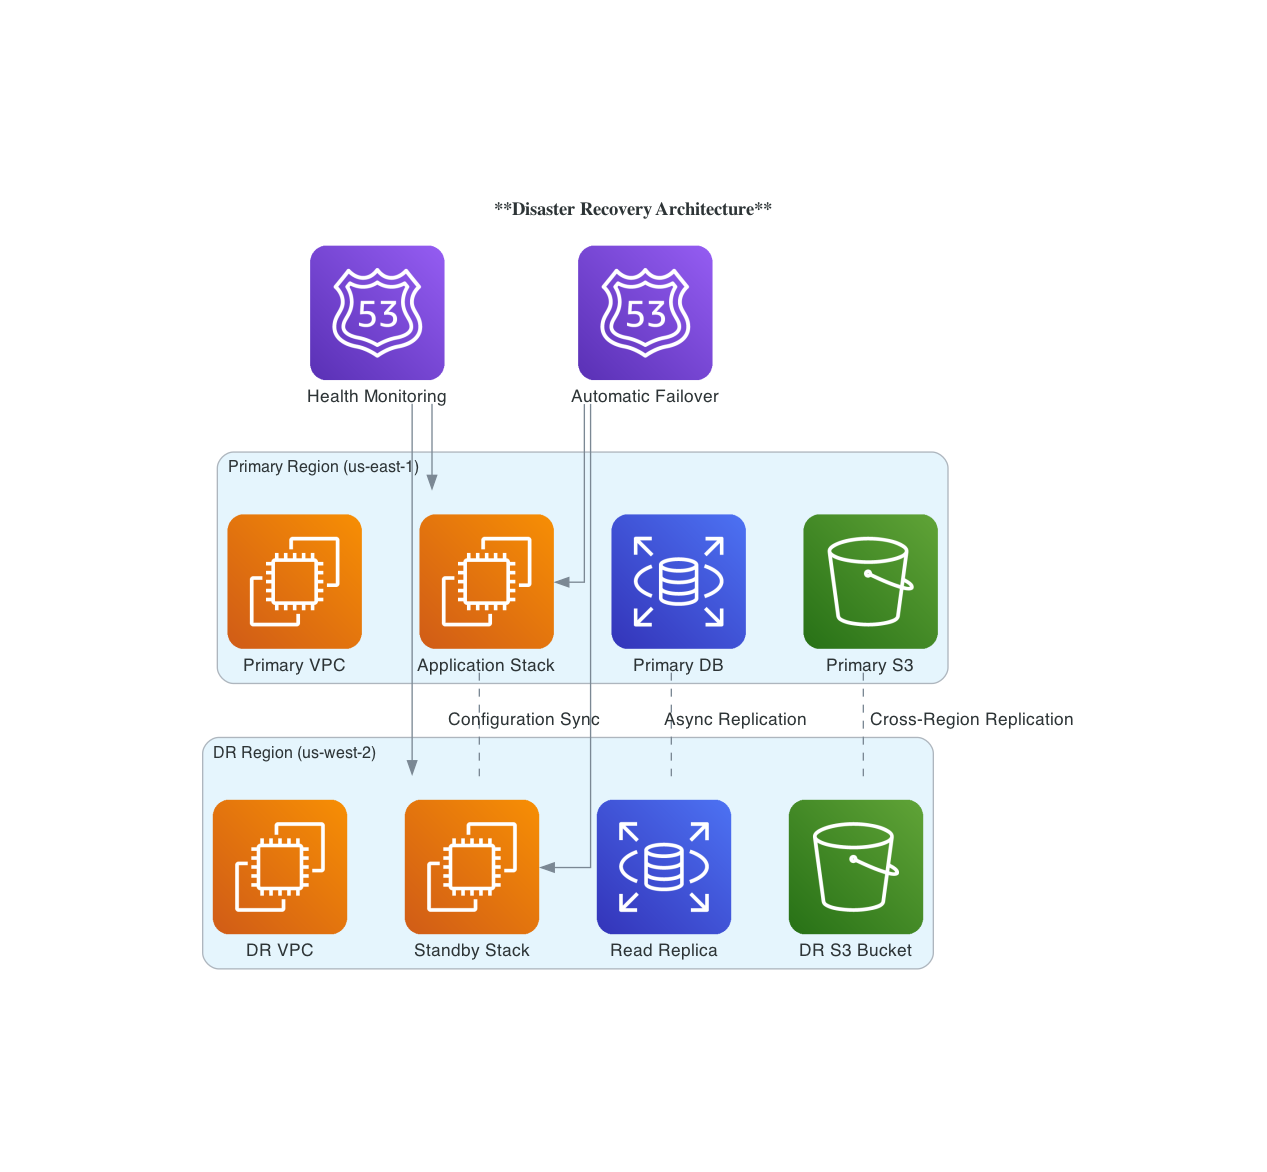 **Disaster Recovery Architecture**
53
53
Health Monitoring
Automatic Failover
Primary Region (us-east-1)
Primary VPC
Application Stack
Primary DB
Primary S3
Configuration Sync
Async Replication
Cross-Region Replication
DR Region (us-west-2)
DR VPC
Standby Stack
Read Replica
DR S3 Bucket